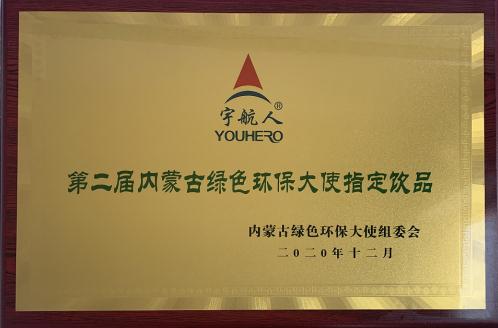 宇航人®
YOUHERO
第二届内蒙古绿色环保大使指定饮品
内蒙古绿色环保大使组委会
二〇二〇年十二月